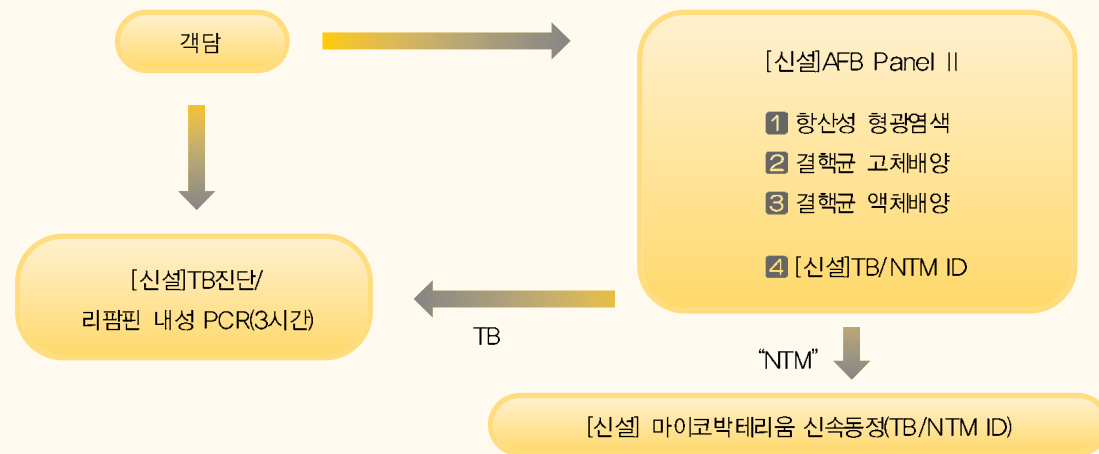 객담
[신설]AFB Panel II
1 항산성 형광염색
2 결핵균 고체배양
3 결핵균 액체배양
4 [신설]TB/NTM ID
[신설]TB진단/
리팜핀 내성 PCR(3시간)
TB
“NTM”
[신설] 마이코박테리움 신속동정(TB/NTM ID)